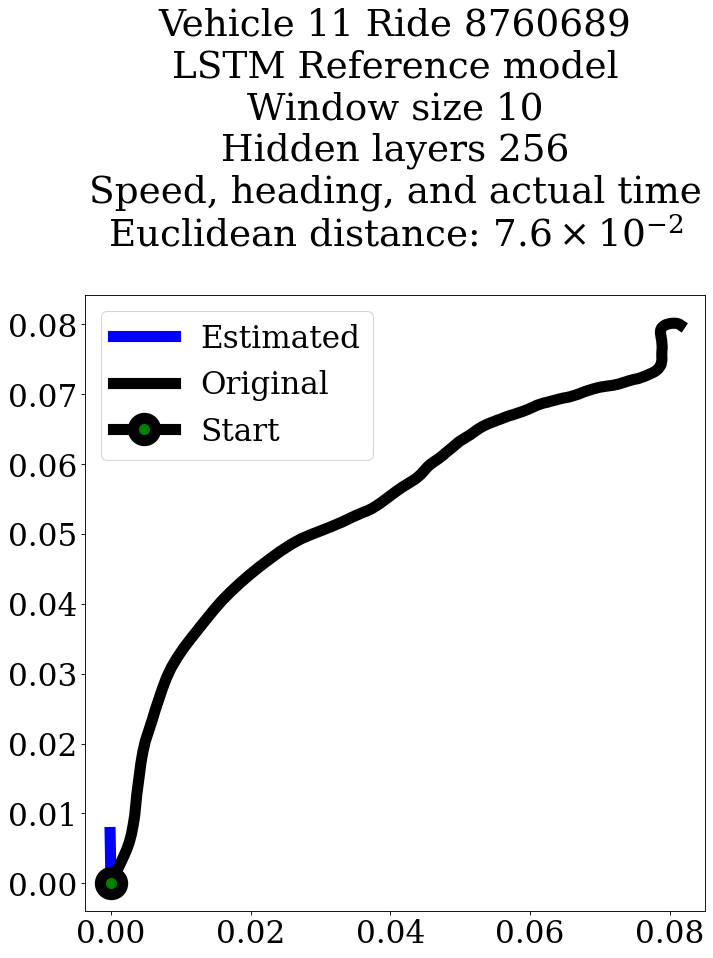 Vehicle 11 Ride 8760689
LSTM Reference model
Window size 10
Hidden layers 256
Speed, heading, and actual time
Euclidean distance: 7.6 × 10⁻²
Estimated
Original
Start
0.08
0.07
0.06
0.05
0.04
0.03
0.02
0.01
0.00
0.00 0.02 0.04 0.06 0.08